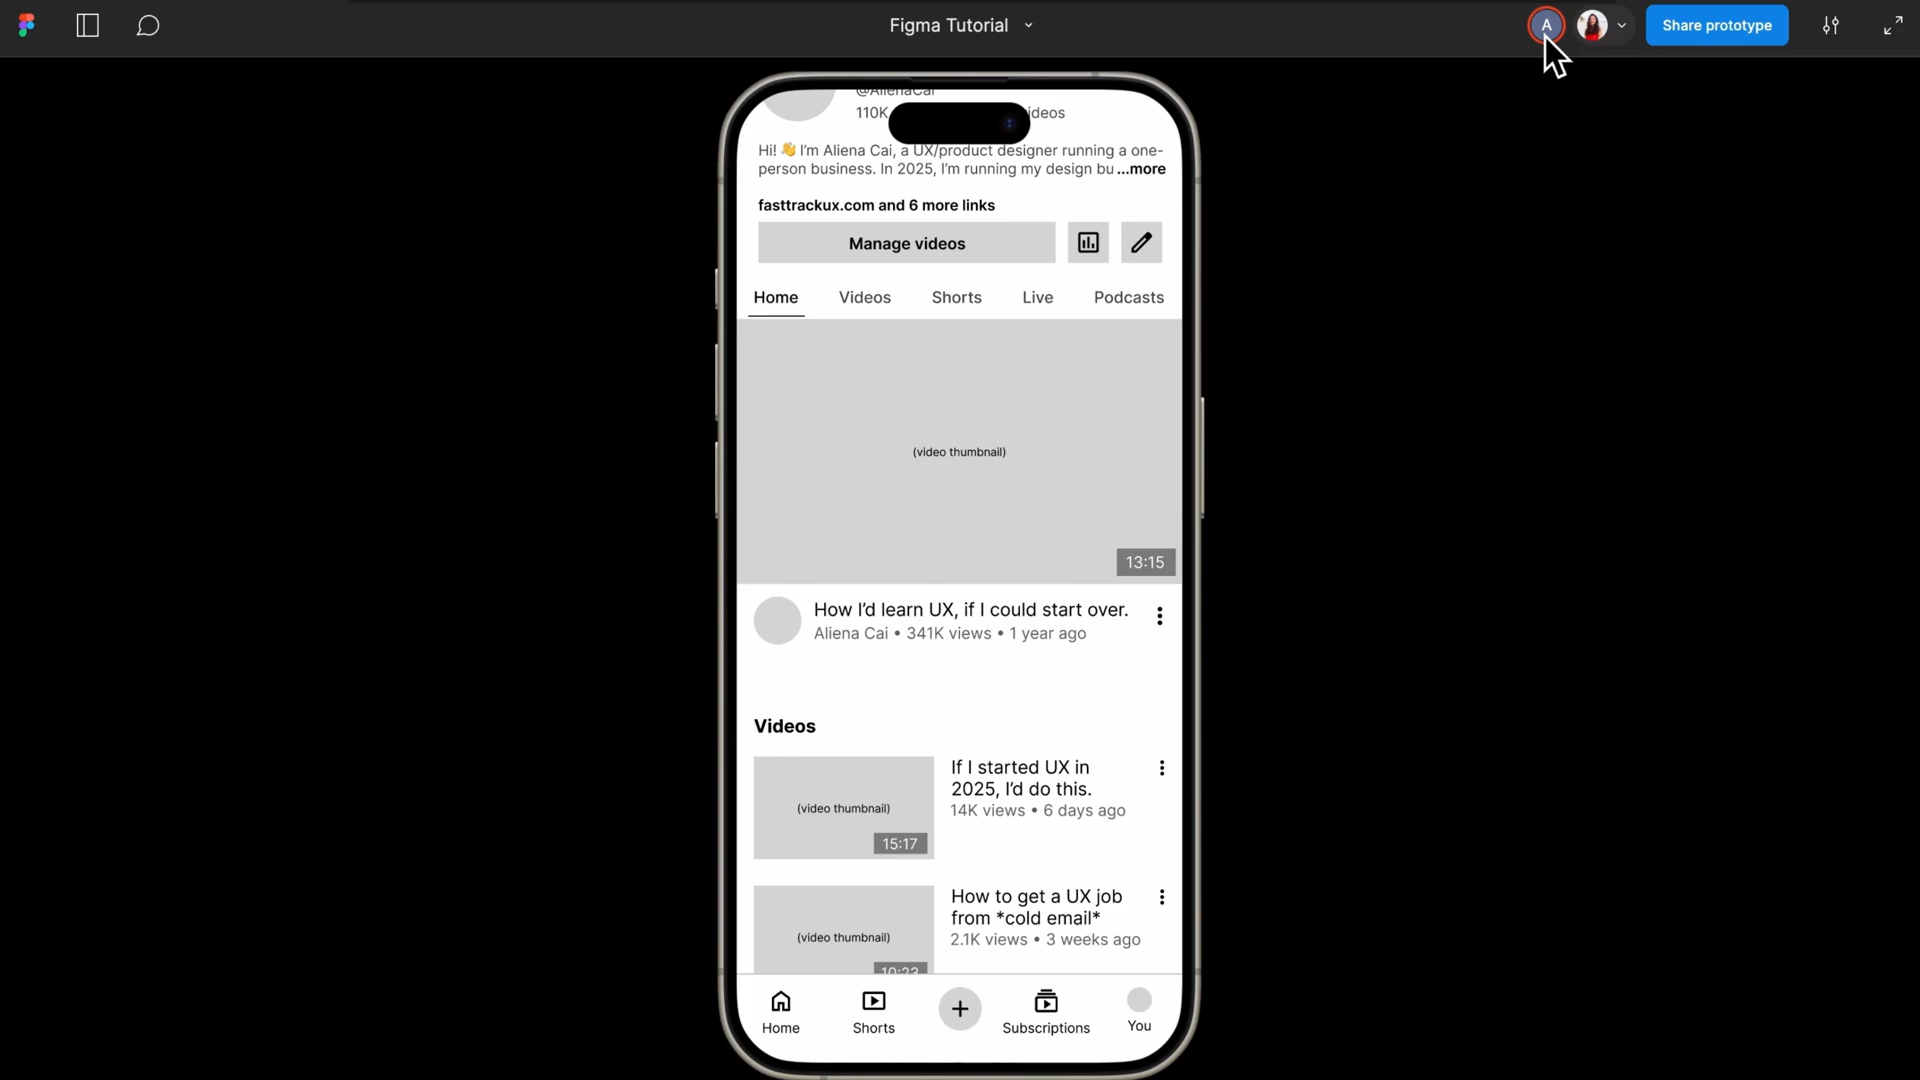 Figma Tutorial
A
Share prototype
@AlienaCai
110K
ideos
Hi! 👋 I'm Aliena Cai, a UX/product designer running a one-
person business. In 2025, I'm running my design bu ...more
fasttrackux.com and 6 more links
Manage videos
Home Videos Shorts Live Podcasts
(video thumbnail)
13:15
How I'd learn UX, if I could start over.
Aliena Cai • 341K views • 1 year ago
Videos
If I started UX in
2025, I'd do this.
14K views • 6 days ago
(video thumbnail)
15:17
How to get a UX job
from *cold email*
2.1K views • 3 weeks ago
(video thumbnail)
10:23
Home Shorts Subscriptions You